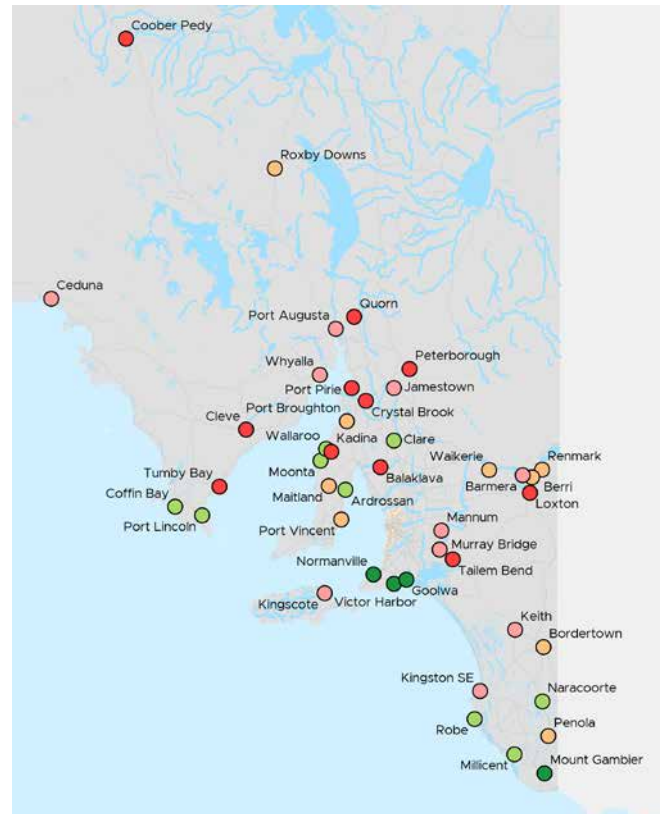 Coober Pedy
Roxby Downs
Ceduna
Quorn
Port Augusta
Peterborough
Whyalla
Port Pirie
Jamestown
Port Broughton
Crystal Brook
Cleve
Wallaroo
Kadina
Clare
Moonta
Waikerie
Renmark
Balaklava
Barmera
Berri
Tumby Bay
Loxton
Coffin Bay
Maitland
Ardrossan
Port Lincoln
Mannum
Port Vincent
Murray Bridge
Normanville
Tailem Bend
Goolwa
Kingscote
Victor Harbor
Keith
Bordertown
Kingston SE
Naracoorte
Robe
Penola
Millicent
Mount Gambier